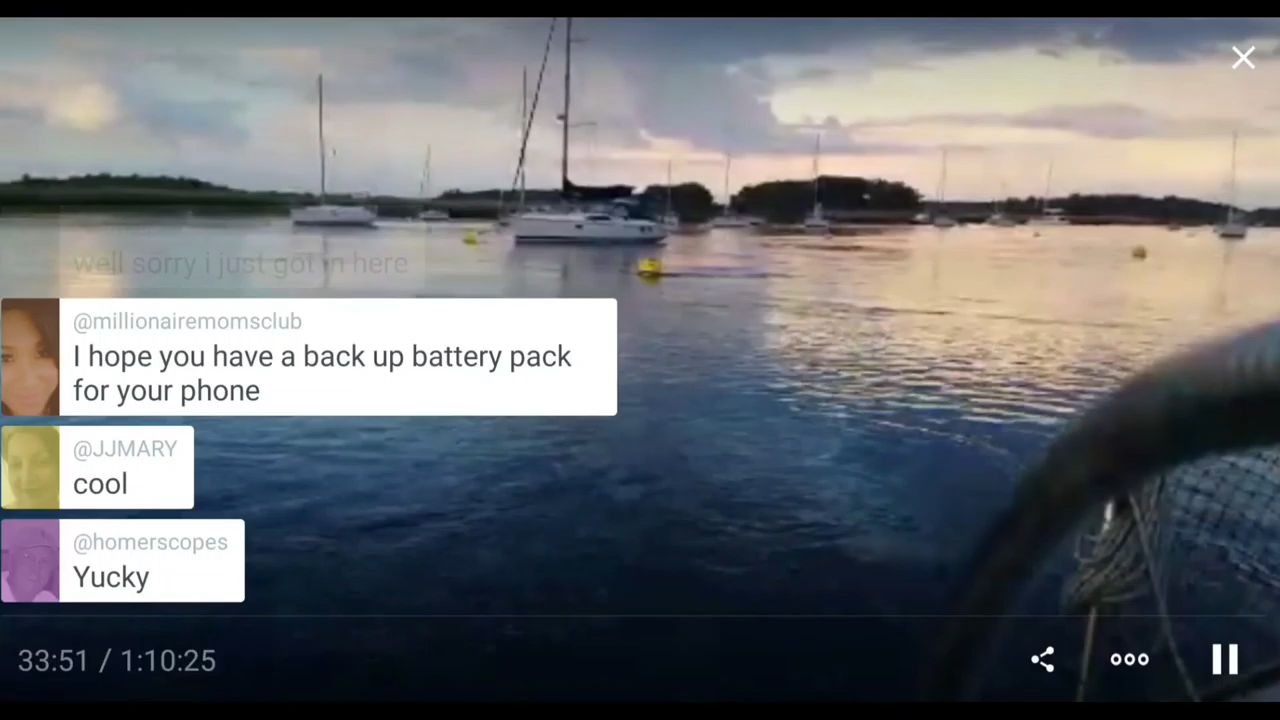 well sorry i just got in here
@millionairemomsclub
I hope you have a back up battery pack
for your phone
@JJMARY
cool
@homerscopes
Yucky
33:51 / 1:10:25